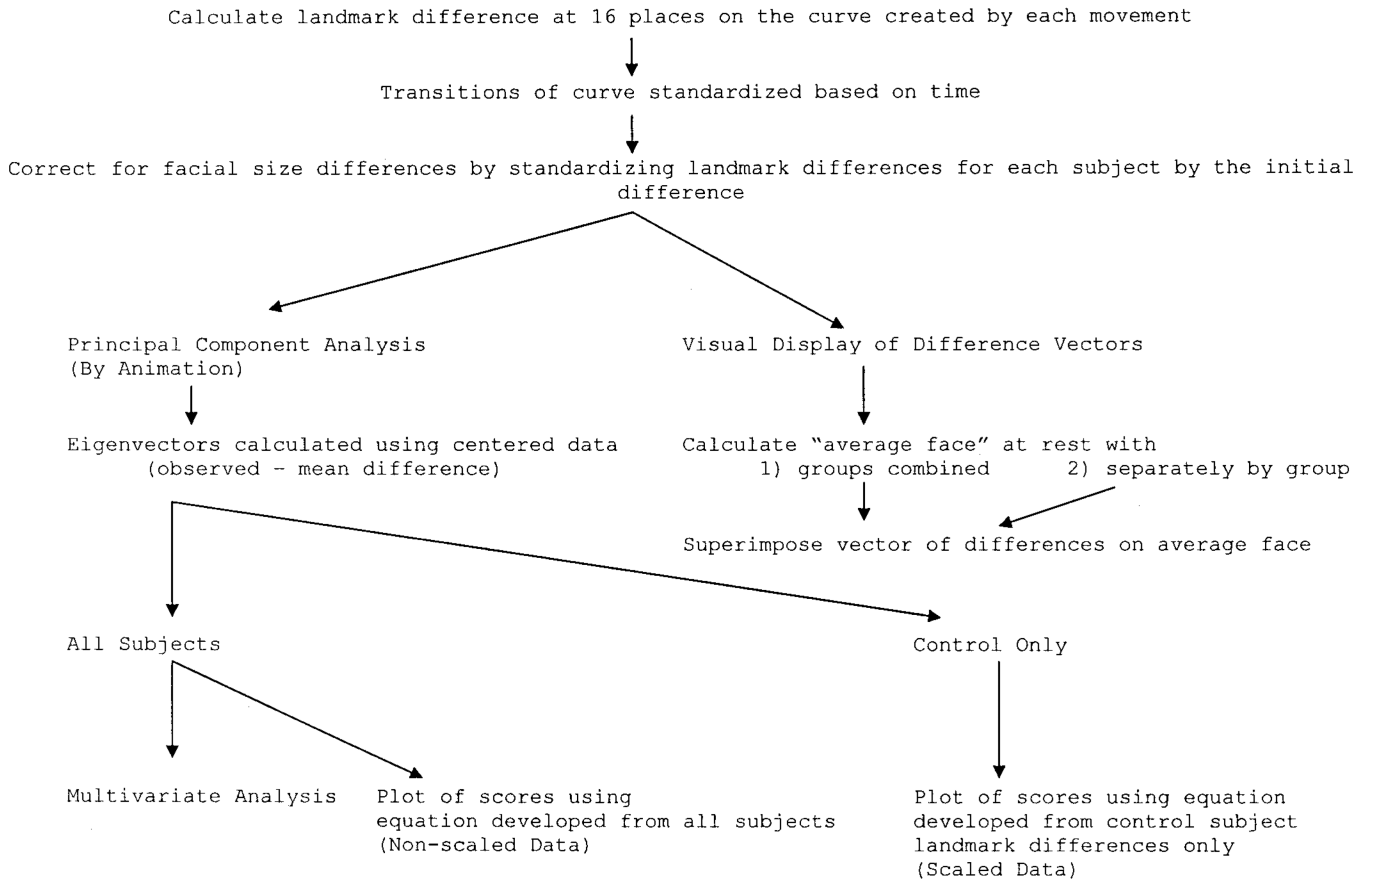 Calculate landmark difference at 16 places on the curve created by each movement
Transitions of curve standardized based on time
Correct for facial size differences by standardizing landmark differences for each subject by the initial
difference
Principal Component Analysis
(By Animation)
Visual Display of Difference Vectors
Eigenvectors calculated using centered data
(observed – mean difference)
Calculate “average face” at rest with
1) groups combined 2) separately by group
Superimpose vector of differences on average face
All Subjects
Control Only
Multivariate Analysis
Plot of scores using
equation developed from all subjects
(Non-scaled Data)
Plot of scores using equation
developed from control subject
landmark differences only
(Scaled Data)